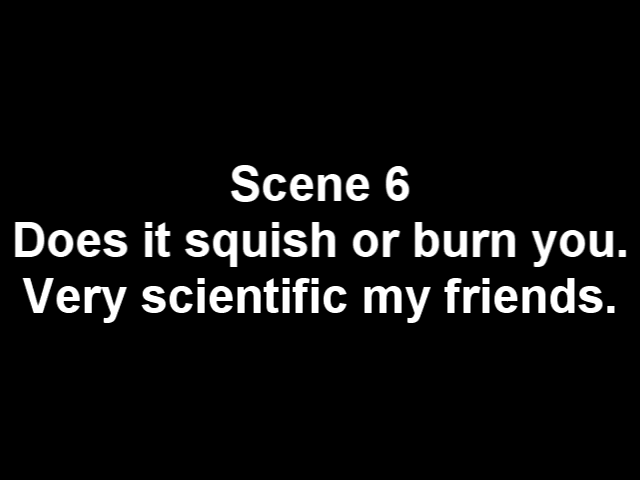 Scene 6
Does it squish or burn you.
Very scientific my friends.